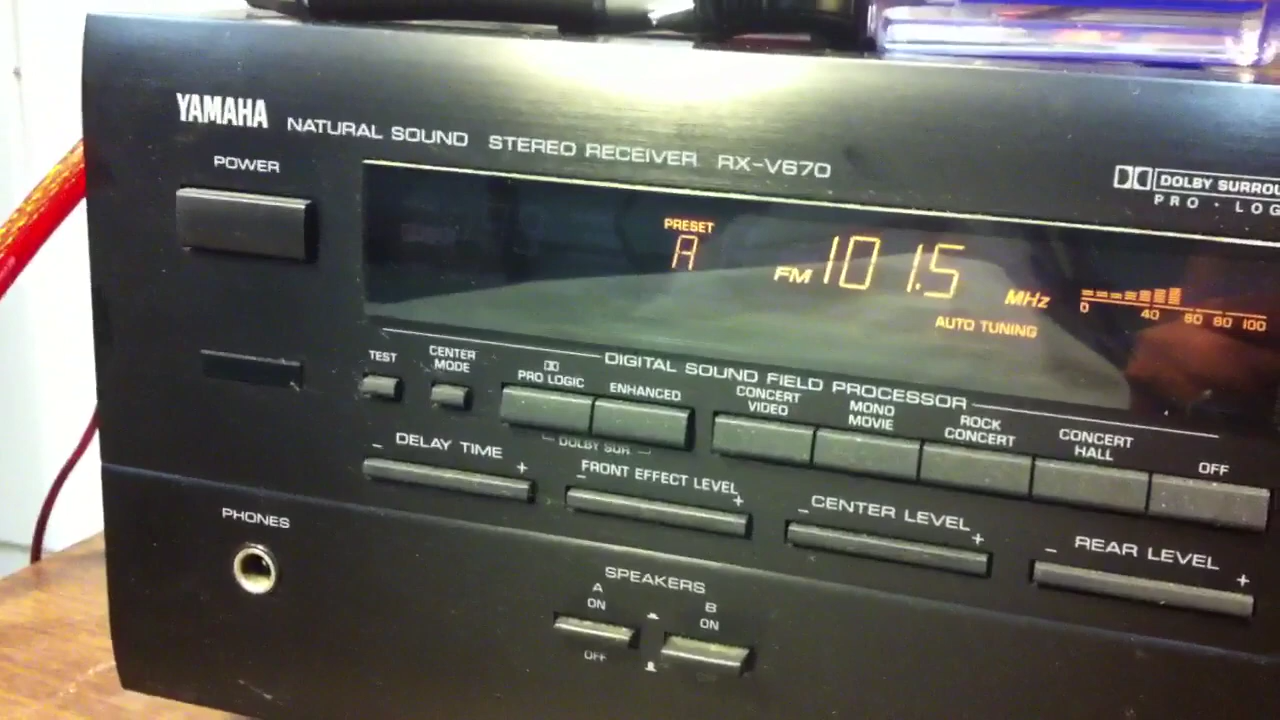 YAMAHA NATURAL SOUND STEREO RECEIVER RX-V670
POWER
DOLBY SURROU
PRO · LOG
PRESET
A
FM 101.5 MHz
AUTO TUNING
0 40 60 80 100
DIGITAL SOUND FIELD PROCESSOR
TEST
CENTER
MODE
PRO LOGIC
ENHANCED
DOLBY SUR
CONCERT
VIDEO
MONO
MOVIE
ROCK
CONCERT
CONCERT
HALL
OFF
- DELAY TIME +
- FRONT EFFECT LEVEL +
- CENTER LEVEL +
- REAR LEVEL +
PHONES
SPEAKERS
A
ON
OFF
B
ON